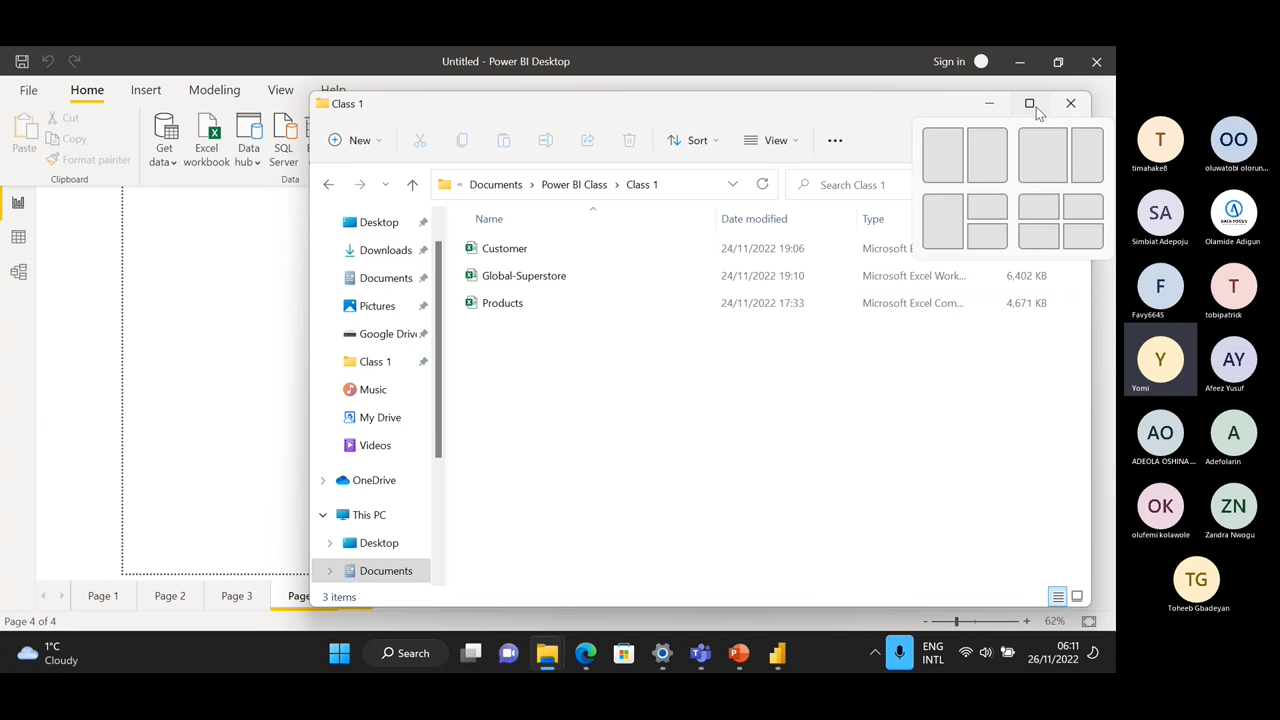 Untitled - Power BI Desktop
Sign in
File
Home
Insert
Modeling
View
Help
Paste
Cut
Copy
Format painter
Clipboard
Get data
Excel workbook
Data hub
SQL Server
Data
Class 1
New
Sort
View
« Documents > Power BI Class > Class 1
Search Class 1
Name
Date modified
Type
Customer
24/11/2022 19:06
Global-Superstore
24/11/2022 19:10
Microsoft Excel Work...
6,402 KB
Products
24/11/2022 17:33
Microsoft Excel Com...
4,671 KB
Desktop
Downloads
Documents
Pictures
Google Driv
Class 1
Music
My Drive
Videos
OneDrive
This PC
Desktop
Documents
3 items
Page 1
Page 2
Page 3
Page
Page 4 of 4
62%
1°C
Cloudy
Search
ENG
INTL
06:11
26/11/2022
T
timahake8
OO
oluwatobi olorun...
SA
Simbiat Adepoju
DATA FOCUS
Olamide Adigun
F
Favy6645
T
tobipatrick
Y
Yomi
AY
Afeez Yusuf
AO
ADEOLA OSHINA...
A
Adefolarin
OK
olufemi kolawole
ZN
Zandra Nwogu
TG
Toheeb Gbadeyan